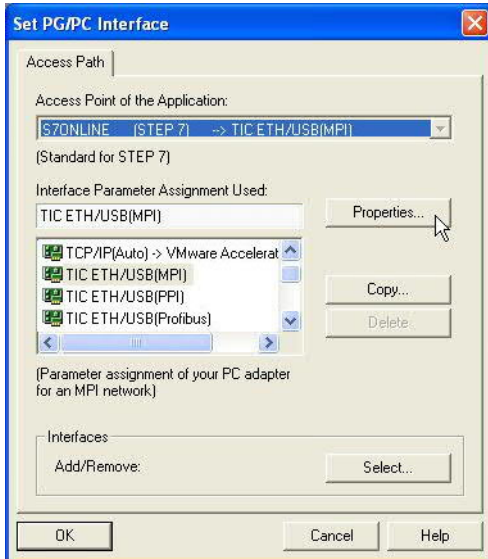 Set PG/PC Interface
Access Path
Access Point of the Application:
S7ONLINE (STEP 7) --> TIC ETH/USB(MPI)
(Standard for STEP 7)
Interface Parameter Assignment Used:
TIC ETH/USB(MPI)
Properties...
TCP/IP(Auto) -> VMware Accelerat
TIC ETH/USB(MPI)
TIC ETH/USB(PPI)
TIC ETH/USB(Profibus)
Copy...
Delete
(Parameter assignment of your PC adapter
for an MPI network)
Interfaces
Add/Remove:
Select...
OK
Cancel
Help